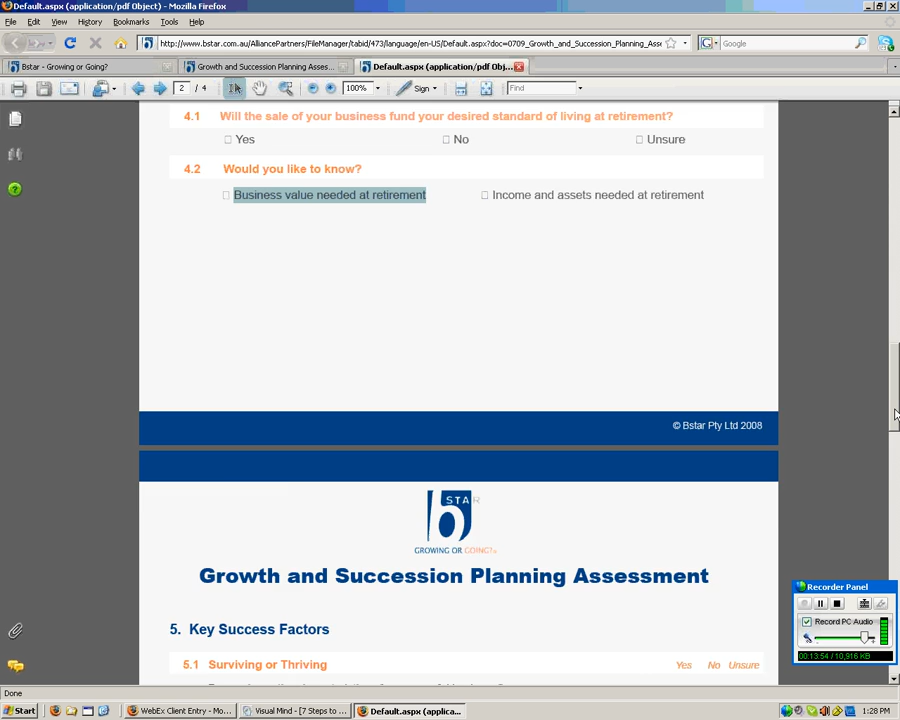 Default.aspx (application/pdf Object) - Mozilla Firefox
File Edit View History Bookmarks Tools Help
http://www.bstar.com.au/AlliancePartners/FileManager/tabid/473/language/en-US/Default.aspx?doc=0709_Growth_and_Succession_Planning_Asse
Google
Bstar - Growing or Going?
Growth and Succession Planning Asses...
Default.aspx (application/pdf Obj...
2 / 4
100%
Sign
Find
4.1 Will the sale of your business fund your desired standard of living at retirement?
Yes No Unsure
4.2 Would you like to know?
Business value needed at retirement Income and assets needed at retirement
© Bstar Pty Ltd 2008
b STAR
GROWING OR GOING?
Growth and Succession Planning Assessment
5. Key Success Factors
5.1 Surviving or Thriving Yes No Unsure
Recorder Panel
Record PC Audio
00:13:54 / 10,916 KB
Done
Start
WebEx Client Entry - Mo...
Visual Mind - [7 Steps to ...
Default.aspx (applica...
1:28 PM